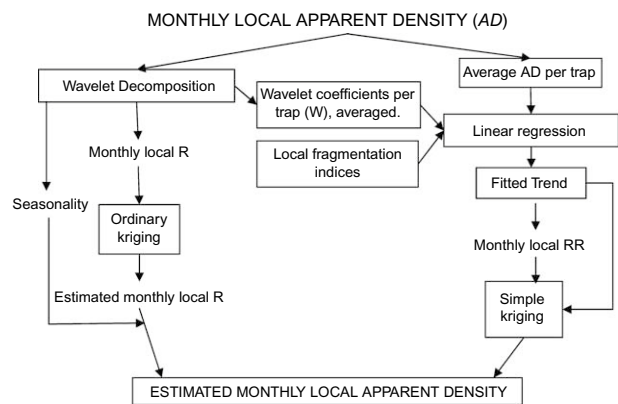 MONTHLY LOCAL APPARENT DENSITY (AD)
Wavelet Decomposition
Wavelet coefficients per
trap (W), averaged.
Average AD per trap
Linear regression
Monthly local R
Local fragmentation
indices
Fitted Trend
Seasonality
Ordinary
kriging
Monthly local RR
Estimated monthly local R
Simple
kriging
ESTIMATED MONTHLY LOCAL APPARENT DENSITY